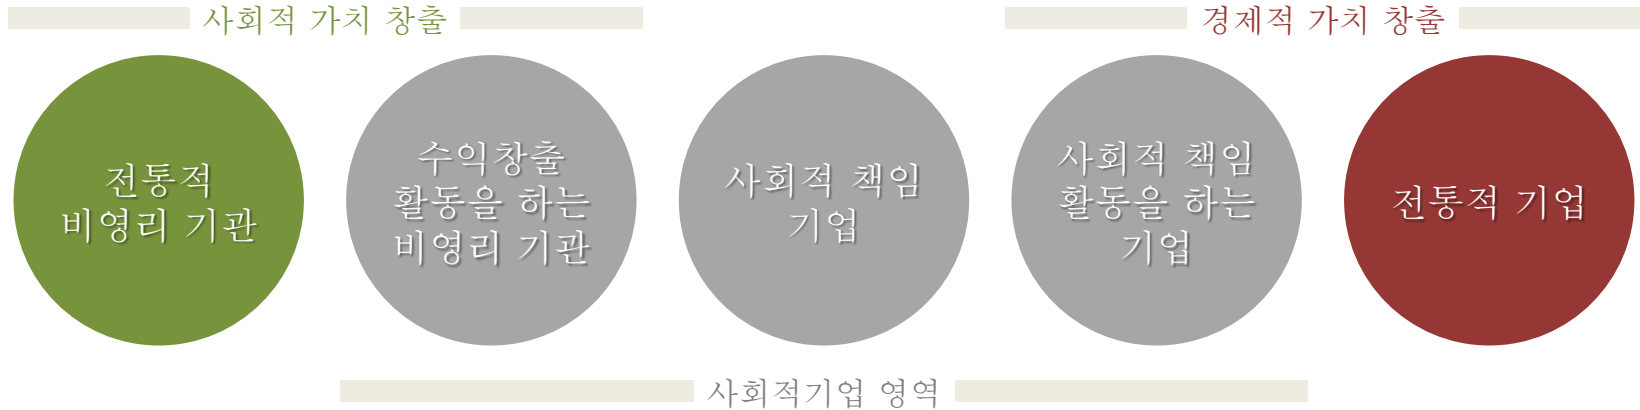 사회적 가치 창출
경제적 가치 창출
전통적
비영리 기관
수익창출
활동을 하는
비영리 기관
사회적 책임
기업
사회적 책임
활동을 하는
기업
전통적 기업
사회적기업 영역